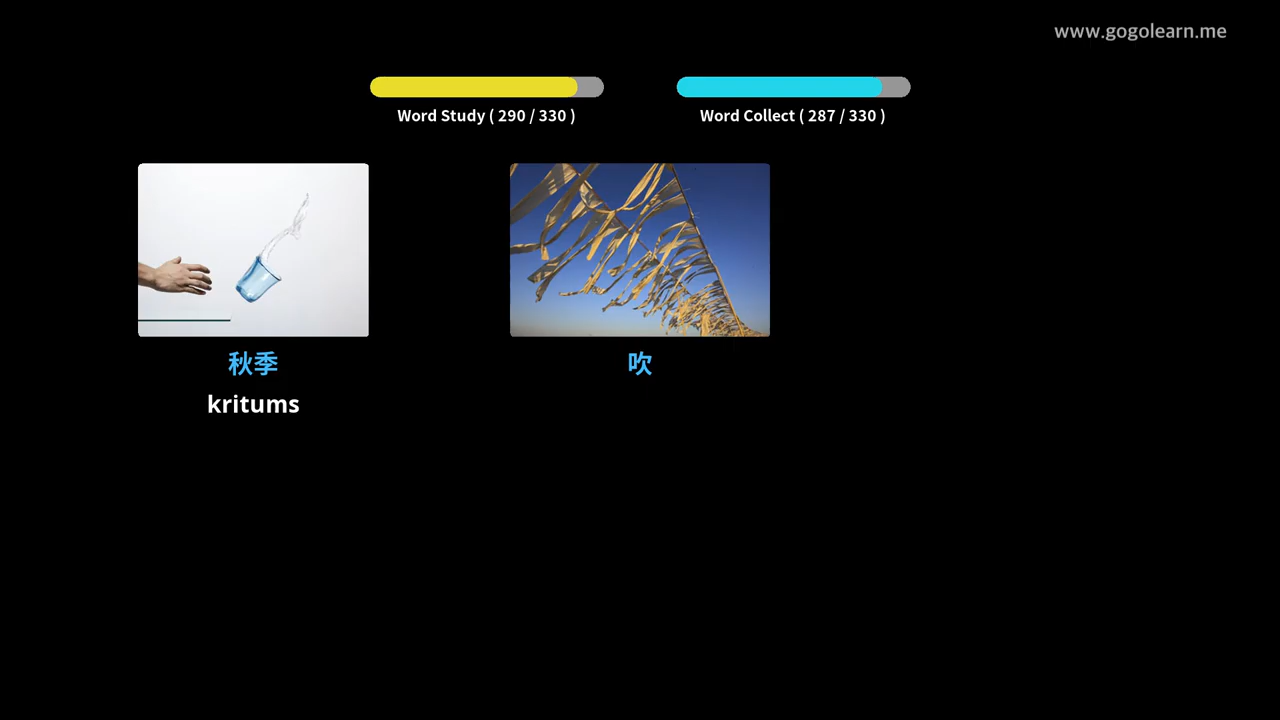 www.gogolearn.me
Word Study ( 290 / 330 )
Word Collect ( 287 / 330 )
秋季
吹
kritums